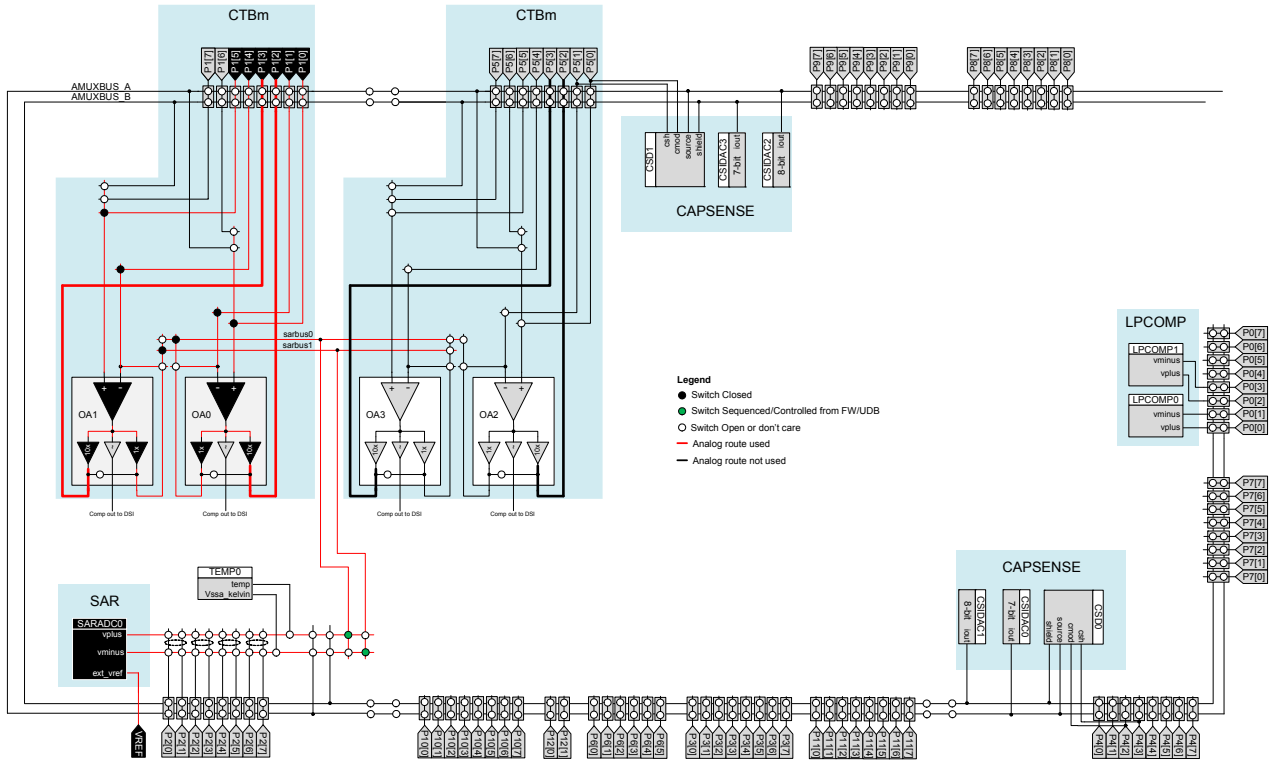 CTBm
CTBm
P1[7]
P1[6]
P1[5]
P1[4]
P1[3]
P1[2]
P1[1]
P1[0]
P5[7]
P5[6]
P5[5]
P5[4]
P5[3]
P5[2]
P5[1]
P5[0]
P9[7]
P9[6]
P9[5]
P9[4]
P9[3]
P9[2]
P9[1]
P9[0]
P8[7]
P8[6]
P8[5]
P8[4]
P8[3]
P8[2]
P8[1]
P8[0]
AMUXBUS_A
AMUXBUS_B
CSD1
csh
cmod
source
shield
CSIDAC3
7-bit iout
CSIDAC2
8-bit iout
CAPSENSE
sarbus0
sarbus1
LPCOMP
LPCOMP1
vminus
vplus
LPCOMP0
vminus
vplus
P0[7]
P0[6]
P0[5]
P0[4]
P0[3]
P0[2]
P0[1]
P0[0]
+ -
- +
+ -
- +
OA1
OA0
OA3
OA2
10x
-
1x
1x
-
10x
10x
-
1x
1x
-
10x
Comp out to DSI
Comp out to DSI
Comp out to DSI
Comp out to DSI
Legend
Switch Closed
Switch Sequenced/Controlled from FW/UDB
Switch Open or don't care
Analog route used
Analog route not used
P7[7]
P7[6]
P7[5]
P7[4]
P7[3]
P7[2]
P7[1]
P7[0]
TEMP0
temp
Vssa_kelvin
SAR
SARADC0
vplus
vminus
ext_vref
CAPSENSE
CSIDAC1
8-bit iout
CSIDAC0
7-bit iout
CSD0
shield
source
cmod
csh
VREF
P2[0]
P2[1]
P2[2]
P2[3]
P2[4]
P2[5]
P2[6]
P2[7]
P10[0]
P10[1]
P10[2]
P10[3]
P10[4]
P10[5]
P10[6]
P10[7]
P12[0]
P12[1]
P6[0]
P6[1]
P6[2]
P6[3]
P6[4]
P6[5]
P3[0]
P3[1]
P3[2]
P3[3]
P3[4]
P3[5]
P3[6]
P3[7]
P11[0]
P11[1]
P11[2]
P11[3]
P11[4]
P11[5]
P11[6]
P11[7]
P4[0]
P4[1]
P4[2]
P4[3]
P4[4]
P4[5]
P4[6]
P4[7]